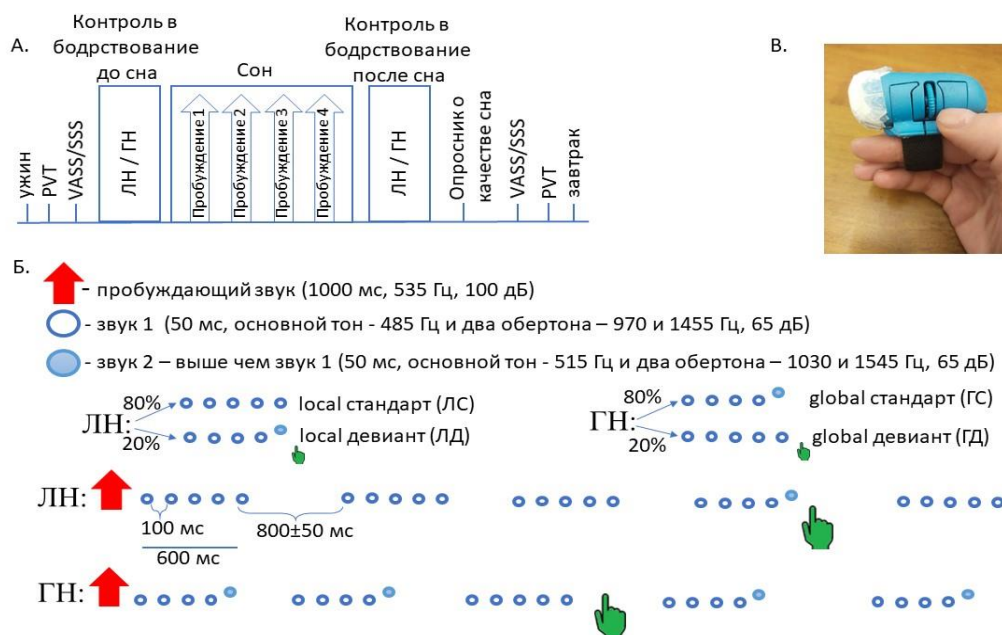 А.
Контроль в
бодрствование
до сна
Сон
Контроль в
бодрствование
после сна
В.
ужин
PVT
VASS/SSS
ЛН / ГН
Пробуждение 1
Пробуждение 2
Пробуждение 3
Пробуждение 4
ЛН / ГН
Опросник о
качестве сна
VASS/SSS
PVT
завтрак
Б.
- пробуждающий звук (1000 мс, 535 Гц, 100 дБ)
- звук 1 (50 мс, основной тон - 485 Гц и два обертона – 970 и 1455 Гц, 65 дБ)
- звук 2 – выше чем звук 1 (50 мс, основной тон - 515 Гц и два обертона – 1030 и 1545 Гц, 65 дБ)
ЛН:
80%
local стандарт (ЛС)
20%
local девиант (ЛД)
ГН:
80%
global стандарт (ГС)
20%
global девиант (ГД)
ЛН:
100 мс
800±50 мс
600 мс
ГН: